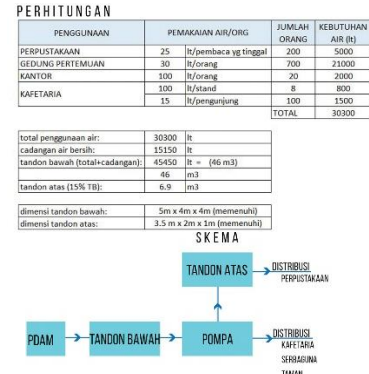 PERHITUNGAN
PENGGUNAAN PEMAKAIAN AIR/ORG JUMLAH ORANG KEBUTUHAN AIR (lt)
PERPUSTAKAAN 25 lt/pembaca yg tinggal 200 5000
GEDUNG PERTEMUAN 30 lt/orang 700 21000
KANTOR 100 lt/orang 20 2000
KAFETARIA 100 lt/stand 8 800
15 lt/pengunjung 100 1500
TOTAL 30300
total penggunaan air: 30300 lt
cadangan air bersih: 15150 lt
tandon bawah (total+cadangan): 45450 lt = (46 m3)
46 m3
tandon atas (15% TB): 6.9 m3
dimensi tandon bawah: 5m x 4m x 4m (memenuhi)
dimensi tandon atas: 3.5 m x 2m x 1m (memenuhi)
SKEMA
TANDON ATAS DISTRIBUSI
PERPUSTAKAAN
PDAM TANDON BAWAH POMPA DISTRIBUSI
KAFETARIA
SERBAGUNA
TAMAN